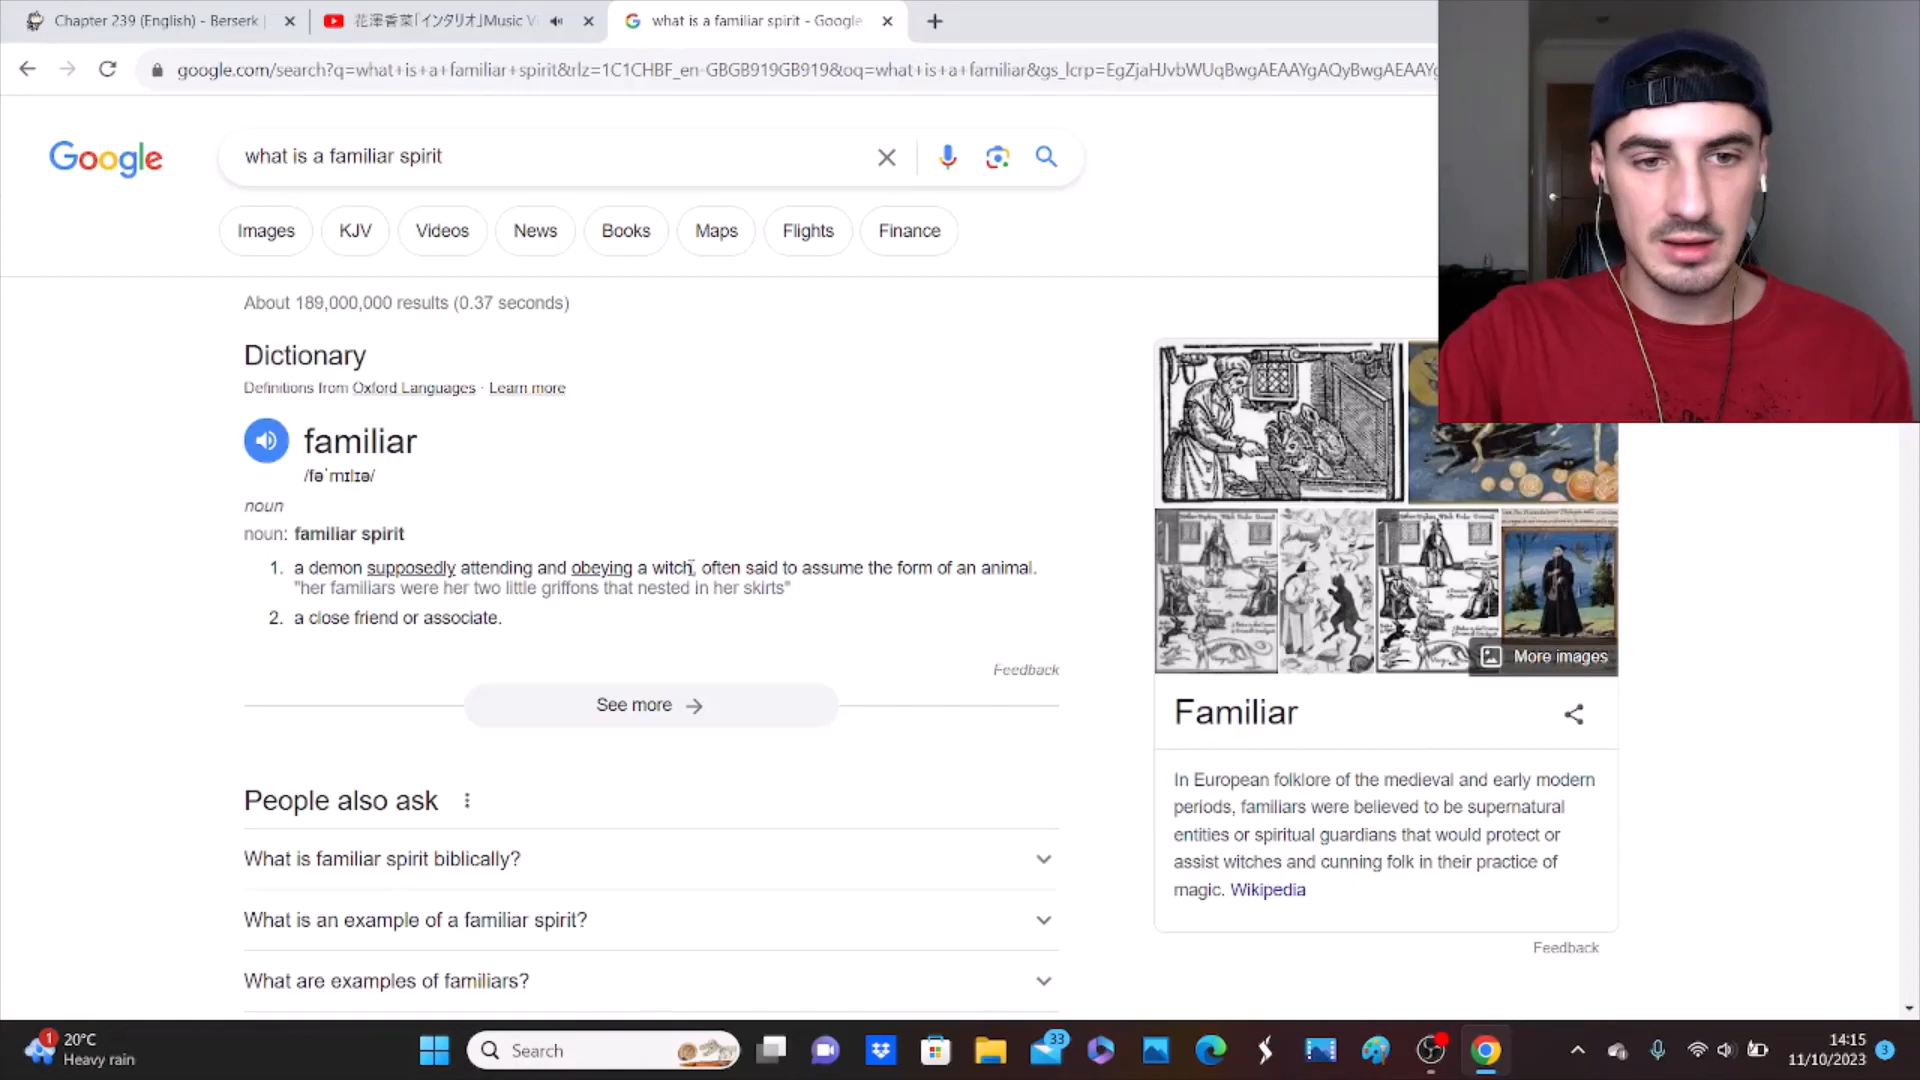 Chapter 239 (English) - Berserk
花澤香菜「インタリオ」Music V
what is a familiar spirit - Google
google.com/search?q=what+is+a+familiar+spirit&rlz=1C1CHBF_en-GBGB919GB919&oq=what+is+a+familiar&gs_lcrp=EgZjaHJvbWUqBwgAEAAYgAQyBwgAEAAYg
Google
what is a familiar spirit
Images
KJV
Videos
News
Books
Maps
Flights
Finance
About 189,000,000 results (0.37 seconds)
Dictionary
Definitions from Oxford Languages · Learn more
familiar
/fəˈmɪlɪə/
noun
noun: familiar spirit
1. a demon supposedly attending and obeying a witch, often said to assume the form of an animal.
"her familiars were her two little griffons that nested in her skirts"
2. a close friend or associate.
Feedback
See more
People also ask
What is familiar spirit biblically?
What is an example of a familiar spirit?
What are examples of familiars?
More images
Familiar
In European folklore of the medieval and early modern
periods, familiars were believed to be supernatural
entities or spiritual guardians that would protect or
assist witches and cunning folk in their practice of
magic. Wikipedia
Feedback
1
20°C
Heavy rain
Search
33
14:15
11/10/2023
3